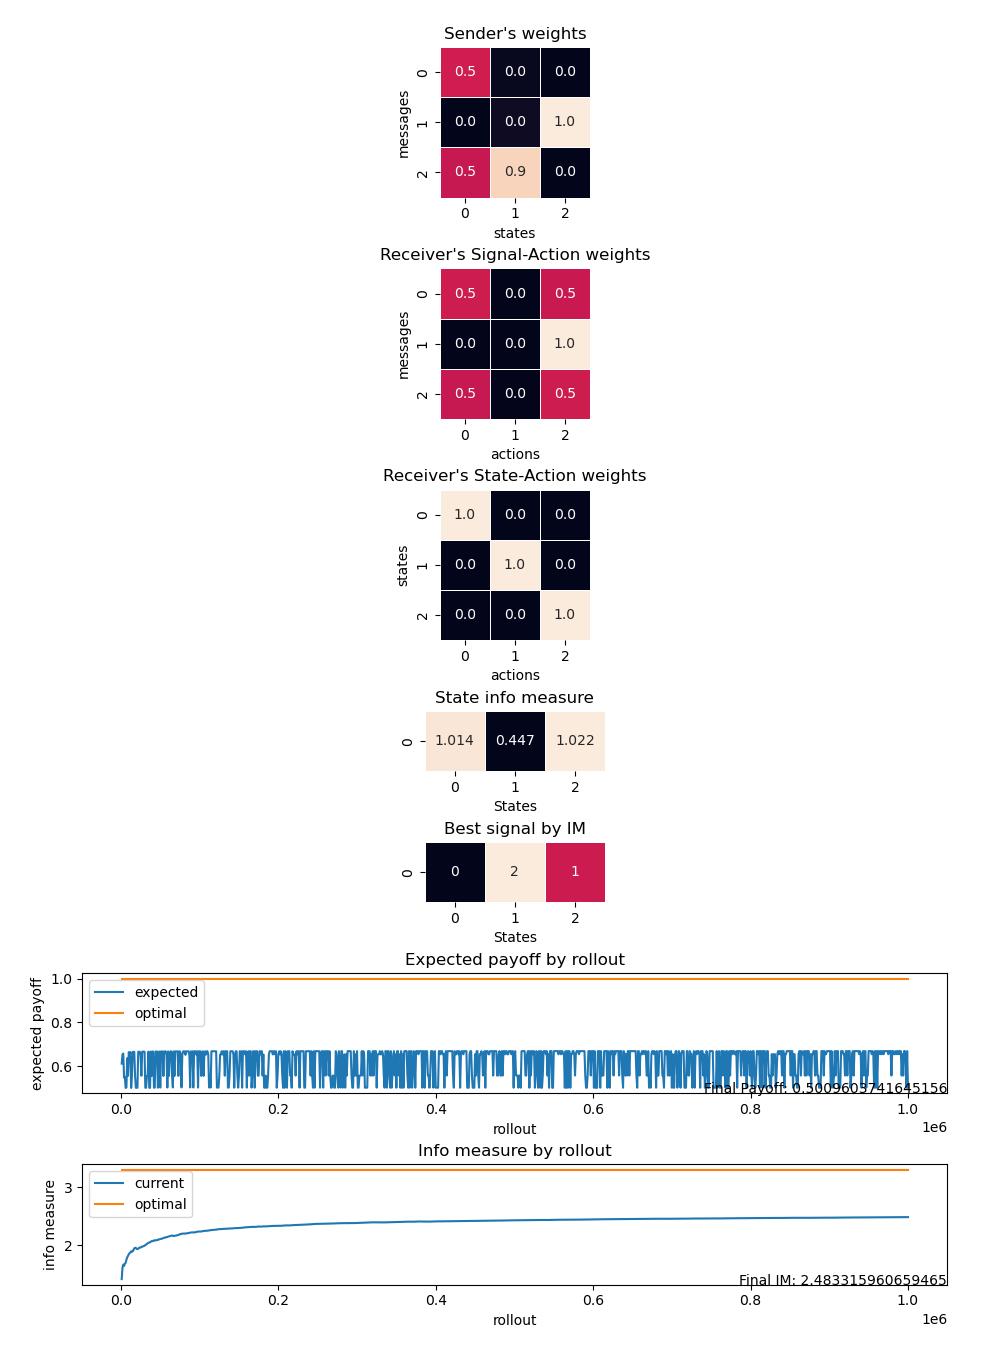 Sender's weights
0 0.5 0.0 0.0
messages
1 0.0 0.0 1.0
2 0.5 0.9 0.0
0 1 2
states
Receiver's Signal-Action weights
0 0.5 0.0 0.5
messages
1 0.0 0.0 1.0
2 0.5 0.0 0.5
0 1 2
actions
Receiver's State-Action weights
0 1.0 0.0 0.0
states
1 0.0 1.0 0.0
2 0.0 0.0 1.0
0 1 2
actions
State info measure
0 1.014 0.447 1.022
0 1 2
States
Best signal by IM
0 0 2 1
0 1 2
States
Expected payoff by rollout
expected payoff
1.0
0.8
0.6
expected
optimal
Final Payoff: 0.5009603741645156
0.0 0.2 0.4 0.6 0.8 1.0
rollout
1e6
Info measure by rollout
info measure
3
2
current
optimal
Final IM: 2.483315960659465
0.0 0.2 0.4 0.6 0.8 1.0
rollout
1e6